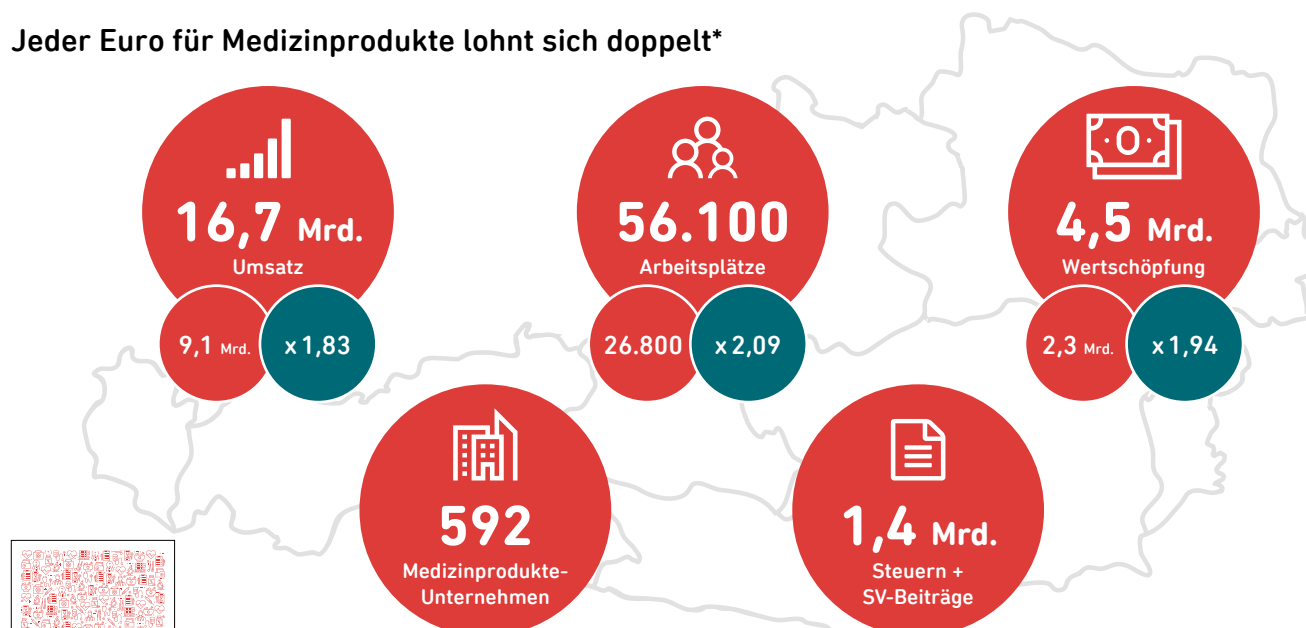 Jeder Euro für Medizinprodukte lohnt sich doppelt*
16,7 Mrd.
Umsatz
9,1 Mrd.
x 1,83
56.100
Arbeitsplätze
26.800
x 2,09
4,5 Mrd.
Wertschöpfung
2,3 Mrd.
x 1,94
592
Medizinprodukte-
Unternehmen
1,4 Mrd.
Steuern +
SV-Beiträge